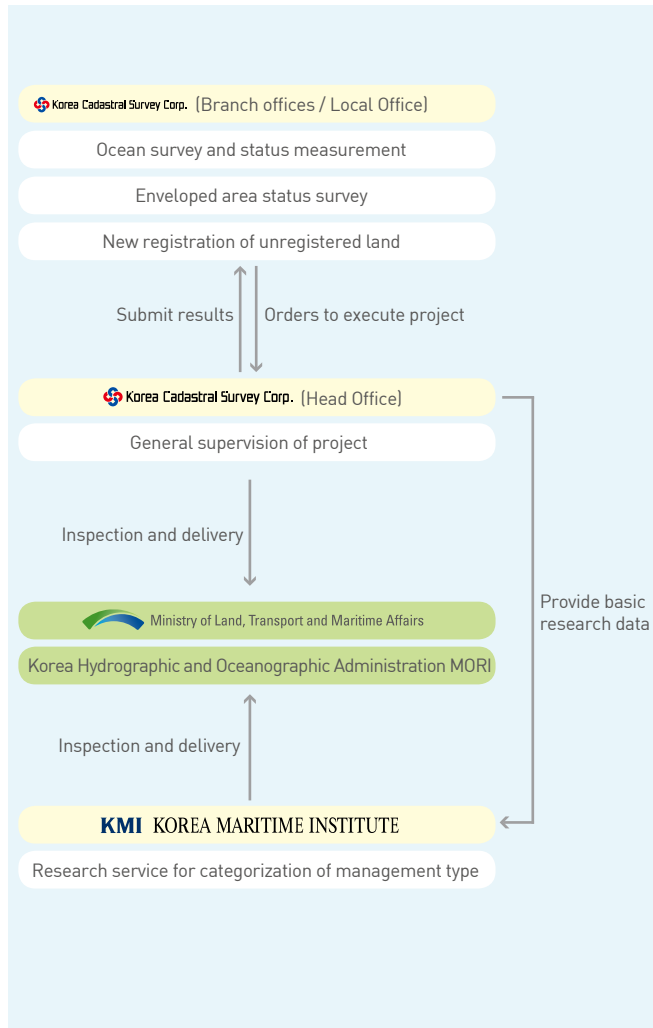 Korea Cadastral Survey Corp. (Branch offices / Local Office)
Ocean survey and status measurement
Enveloped area status survey
New registration of unregistered land
Submit results
Orders to execute project
Korea Cadastral Survey Corp. (Head Office)
General supervision of project
Inspection and delivery
Ministry of Land, Transport and Maritime Affairs
Provide basic
research data
Korea Hydrographic and Oceanographic Administration MORI
Inspection and delivery
KMI KOREA MARITIME INSTITUTE
Research service for categorization of management type